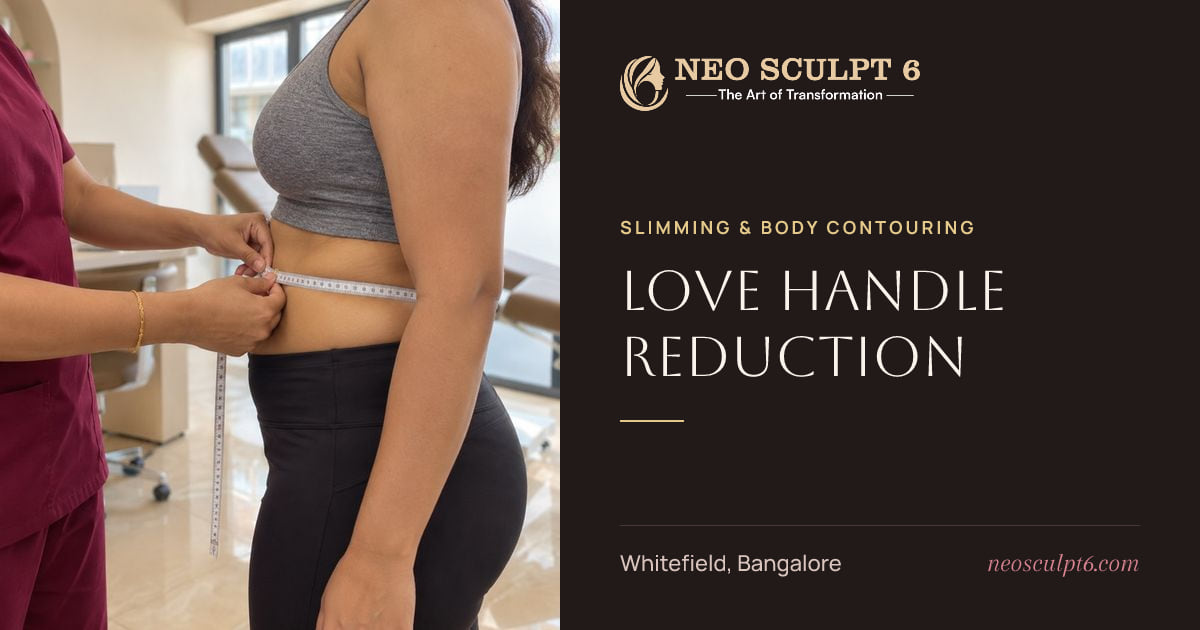 NEO SCULPT 6
The Art of Transformation
SLIMMING & BODY CONTOURING
LOVE HANDLE
REDUCTION
Whitefield, Bangalore
neosculpt6.com